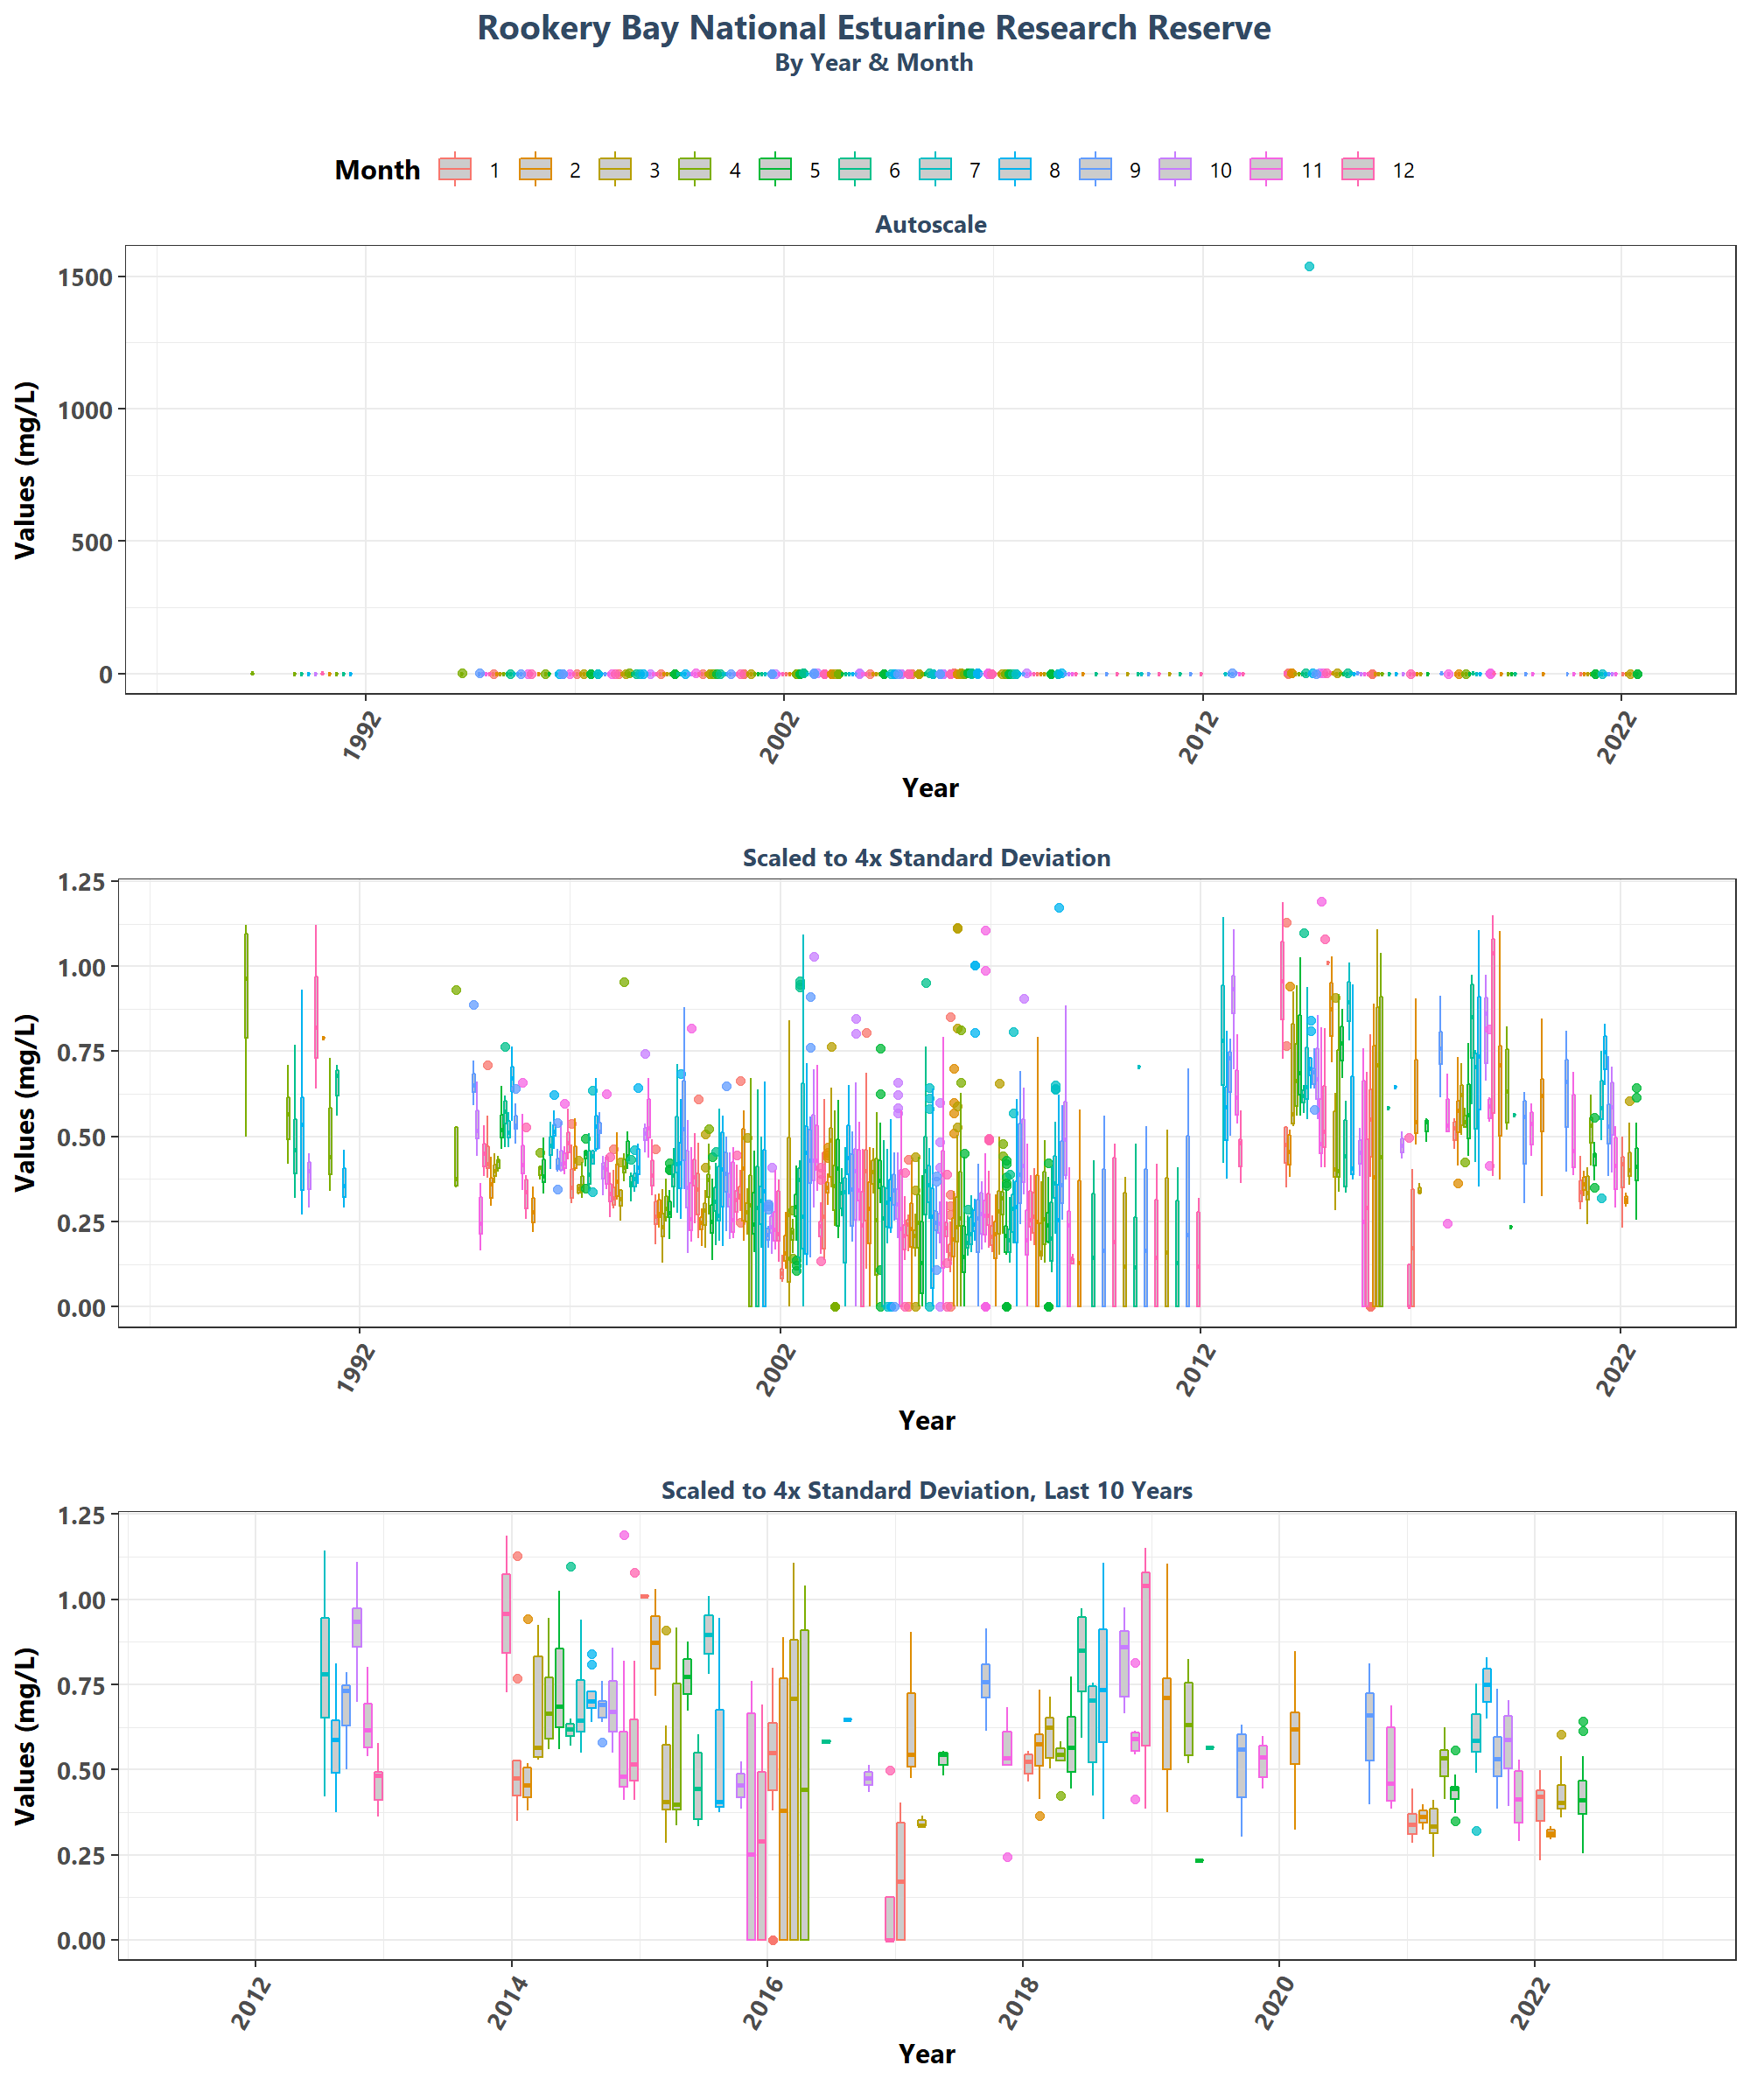 Rookery Bay National Estuarine Research Reserve
By Year & Month
Month 1 2 3 4 5 6 7 8 9 10 11 12
Autoscale
1500
1000
500
0
Values (mg/L)
1992 2002 2012 2022
Year
Scaled to 4x Standard Deviation
1.25
1.00
0.75
0.50
0.25
0.00
Values (mg/L)
1992 2002 2012 2022
Year
Scaled to 4x Standard Deviation, Last 10 Years
1.25
1.00
0.75
0.50
0.25
0.00
Values (mg/L)
2012 2014 2016 2018 2020 2022
Year